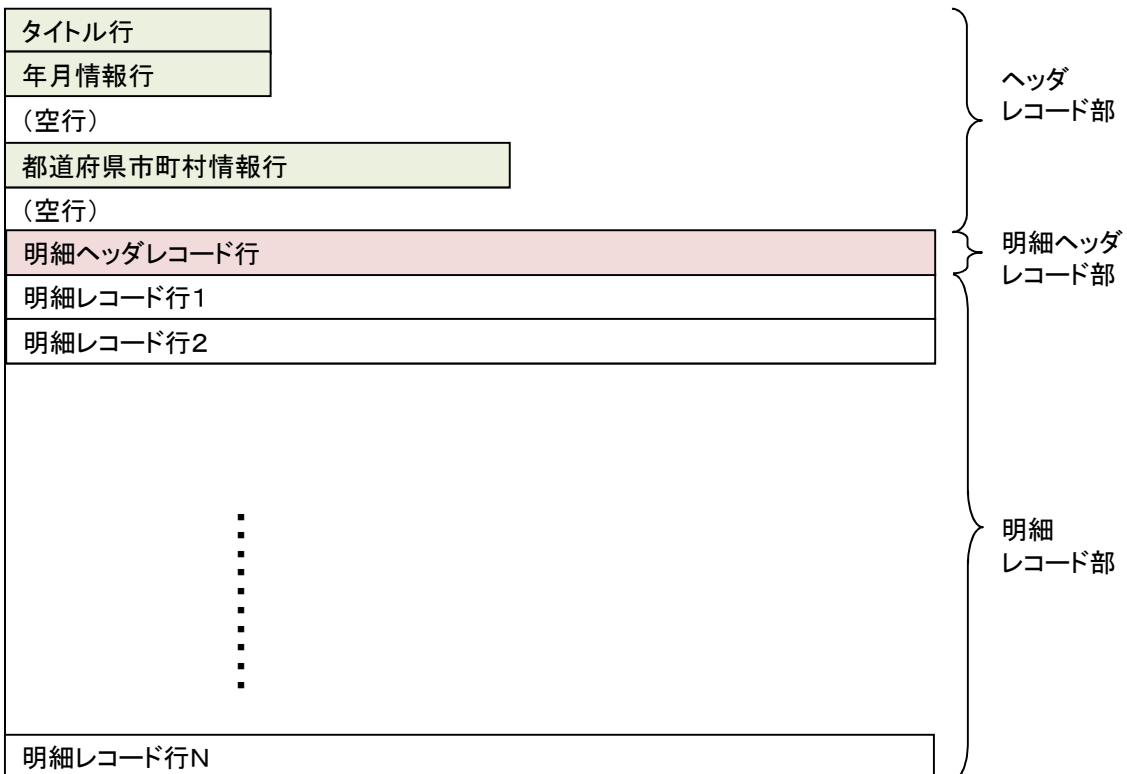 タイトル行
年月情報行
(空行)
都道府県市町村情報行
(空行)
明細ヘッダレコード行
明細レコード行1
明細レコード行2
明細レコード行N
ヘッダ
レコード部
明細ヘッダ
レコード部
明細
レコード部